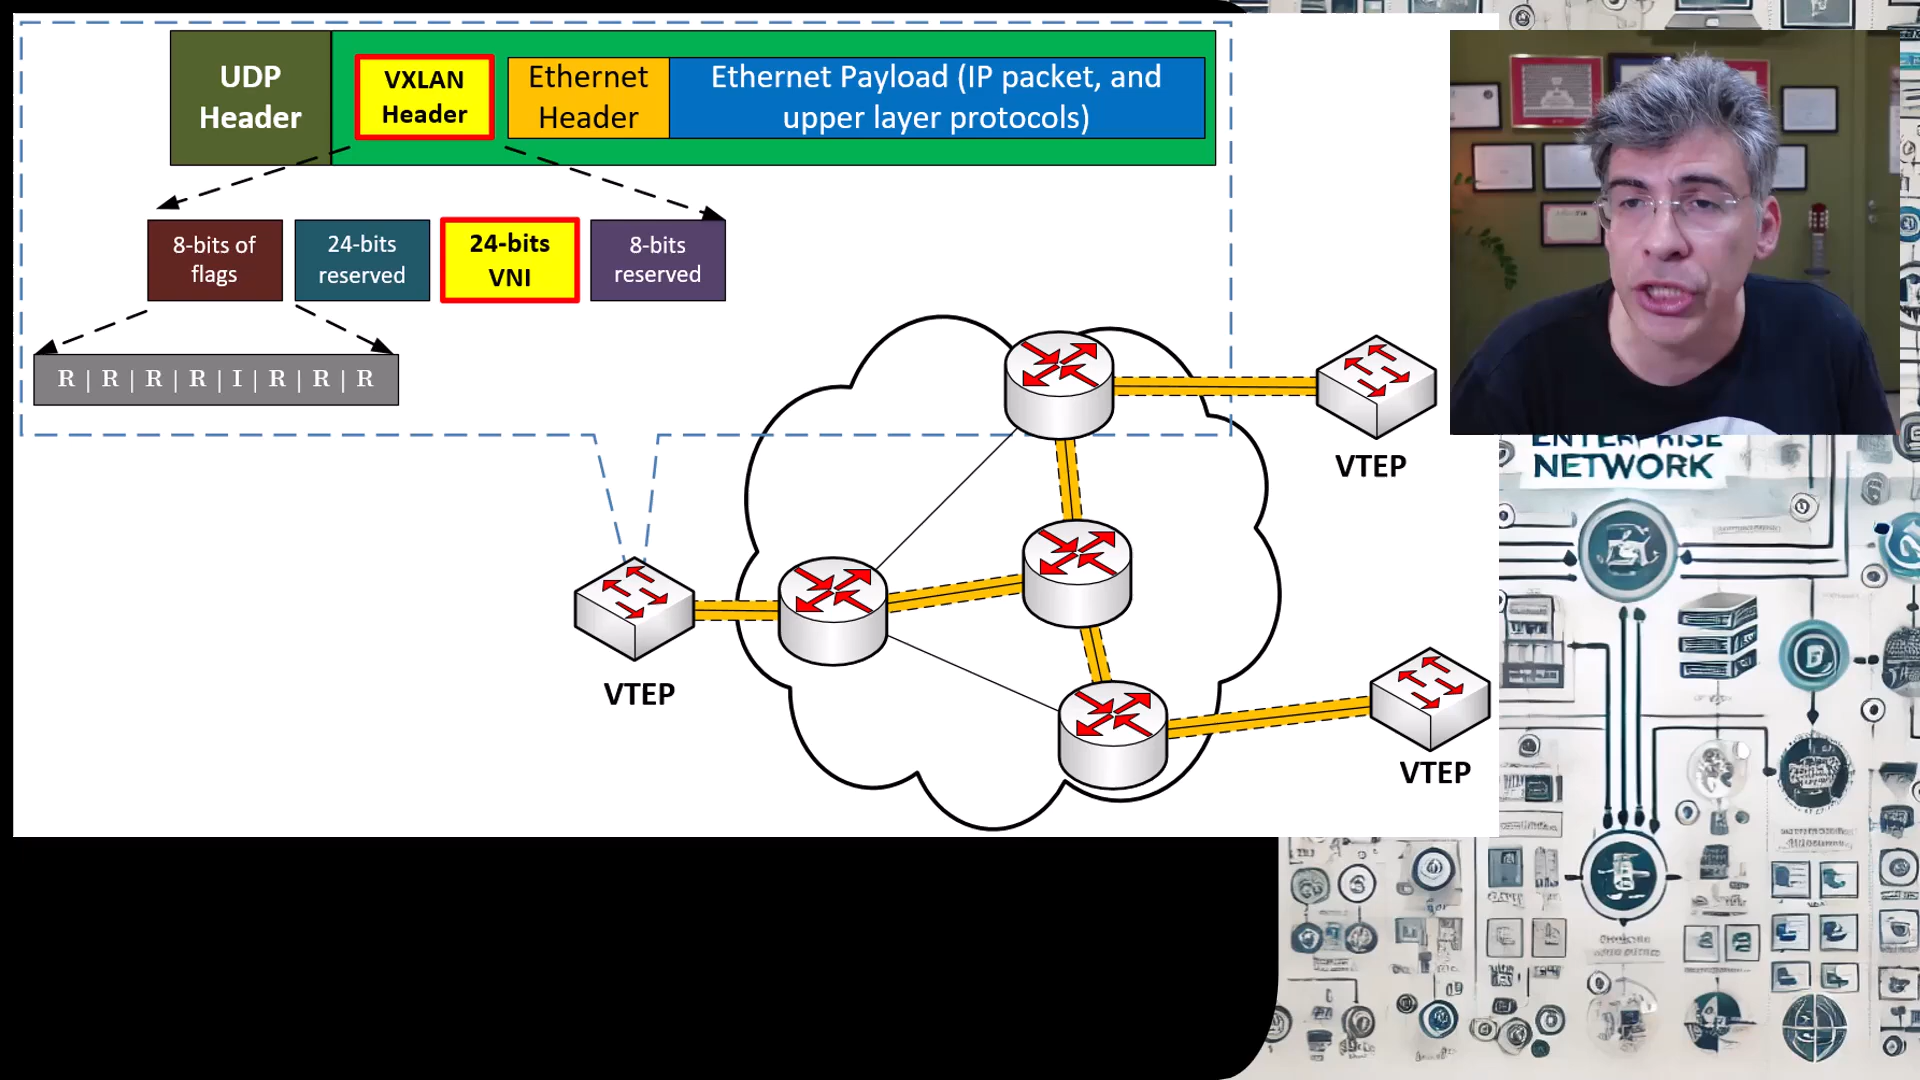 UDP
Header
VXLAN
Header
Ethernet
Header
Ethernet Payload (IP packet, and
upper layer protocols)
8-bits of
flags
24-bits
reserved
24-bits
VNI
8-bits
reserved
R | R | R | R | I | R | R | R
VTEP
VTEP
VTEP
ENTERPRISE
NETWORK